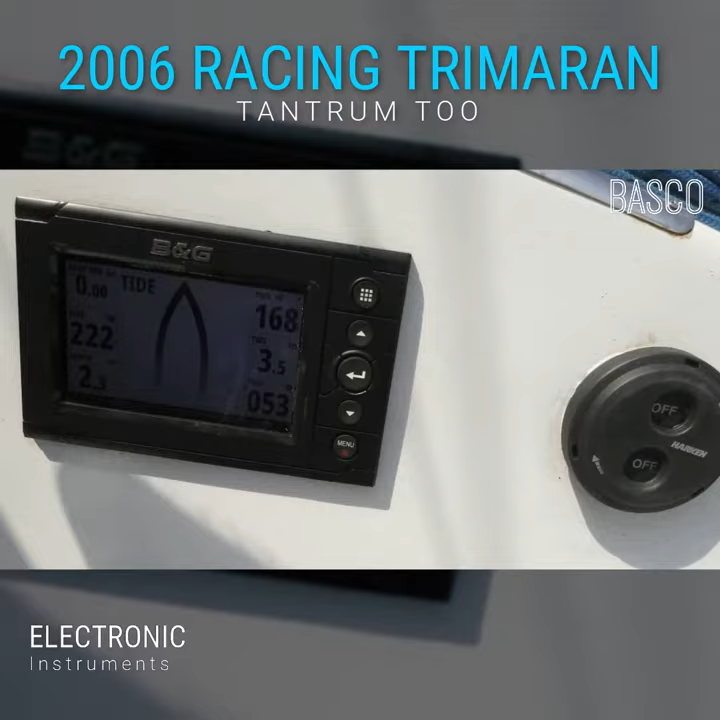 2006 RACING TRIMARAN
TANTRUM TOO
BASCO
B&G
0.00 TIDE
168
222
3.5
2.3
053
MENU
OFF
HARKEN
OFF
ELECTRONIC
Instruments